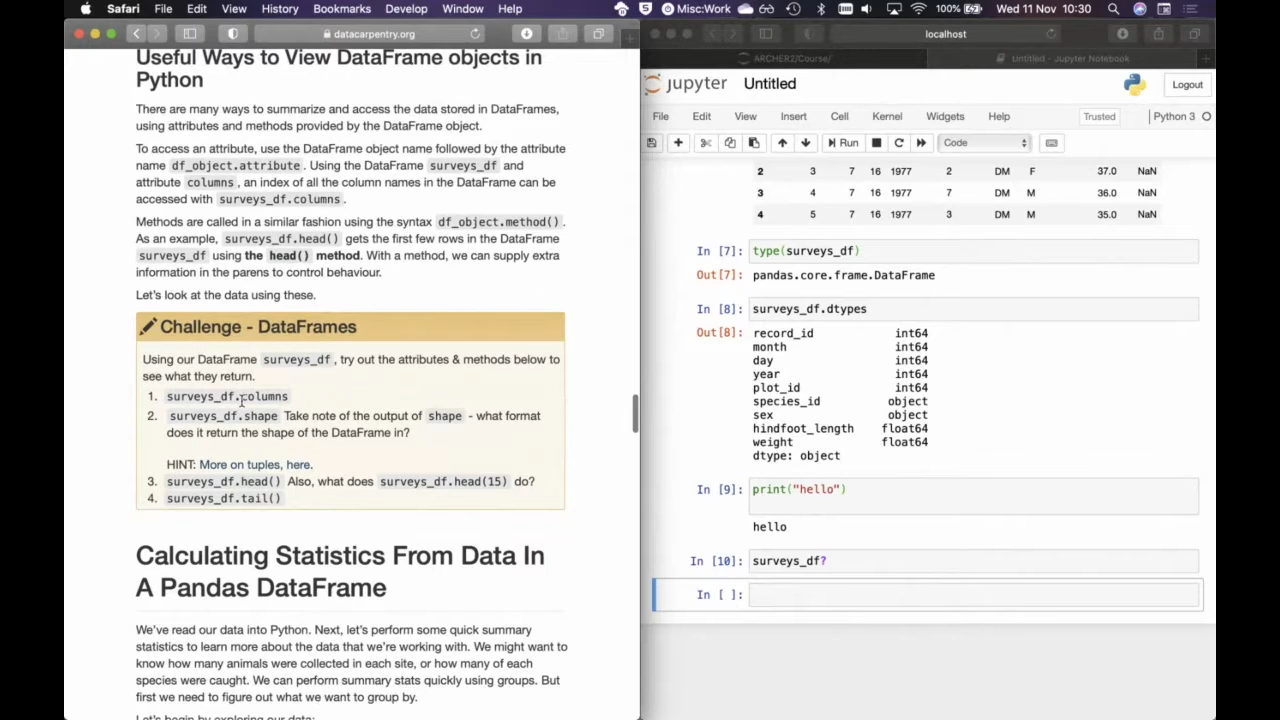 Safari File Edit View History Bookmarks Develop Window Help Misc:Work 100% Wed 11 Nov 10:30
datacarpentry.org
Useful Ways to View DataFrame objects in
Python
There are many ways to summarize and access the data stored in DataFrames,
using attributes and methods provided by the DataFrame object.
To access an attribute, use the DataFrame object name followed by the attribute
name df_object.attribute. Using the DataFrame surveys_df and
attribute columns, an index of all the column names in the DataFrame can be
accessed with surveys_df.columns.
Methods are called in a similar fashion using the syntax df_object.method().
As an example, surveys_df.head() gets the first few rows in the DataFrame
surveys_df using the head() method. With a method, we can supply extra
information in the parens to control behaviour.
Let's look at the data using these.
Challenge - DataFrames
Using our DataFrame surveys_df, try out the attributes & methods below to
see what they return.
1. surveys_df.columns
2. surveys_df.shape Take note of the output of shape - what format
does it return the shape of the DataFrame in?
HINT: More on tuples, here.
3. surveys_df.head() Also, what does surveys_df.head(15) do?
4. surveys_df.tail()
Calculating Statistics From Data In
A Pandas DataFrame
We've read our data into Python. Next, let's perform some quick summary
statistics to learn more about the data that we're working with. We might want to
know how many animals were collected in each site, or how many of each
species were caught. We can perform summary stats quickly using groups. But
first we need to figure out what we want to group by.
Let's begin by exploring our data:
localhost
ARCHER2/Course/ Untitled - Jupyter Notebook
jupyter Untitled Logout
File Edit View Insert Cell Kernel Widgets Help Trusted Python 3
Run Code
2 3 7 16 1977 2 DM F 37.0 NaN
3 4 7 16 1977 7 DM M 36.0 NaN
4 5 7 16 1977 3 DM M 35.0 NaN
In [7]: type(surveys_df)
Out[7]: pandas.core.frame.DataFrame
In [8]: surveys_df.dtypes
Out[8]: record_id int64
month int64
day int64
year int64
plot_id int64
species_id object
sex object
hindfoot_length float64
weight float64
dtype: object
In [9]: print("hello")
hello
In [10]: surveys_df?
In [ ]: